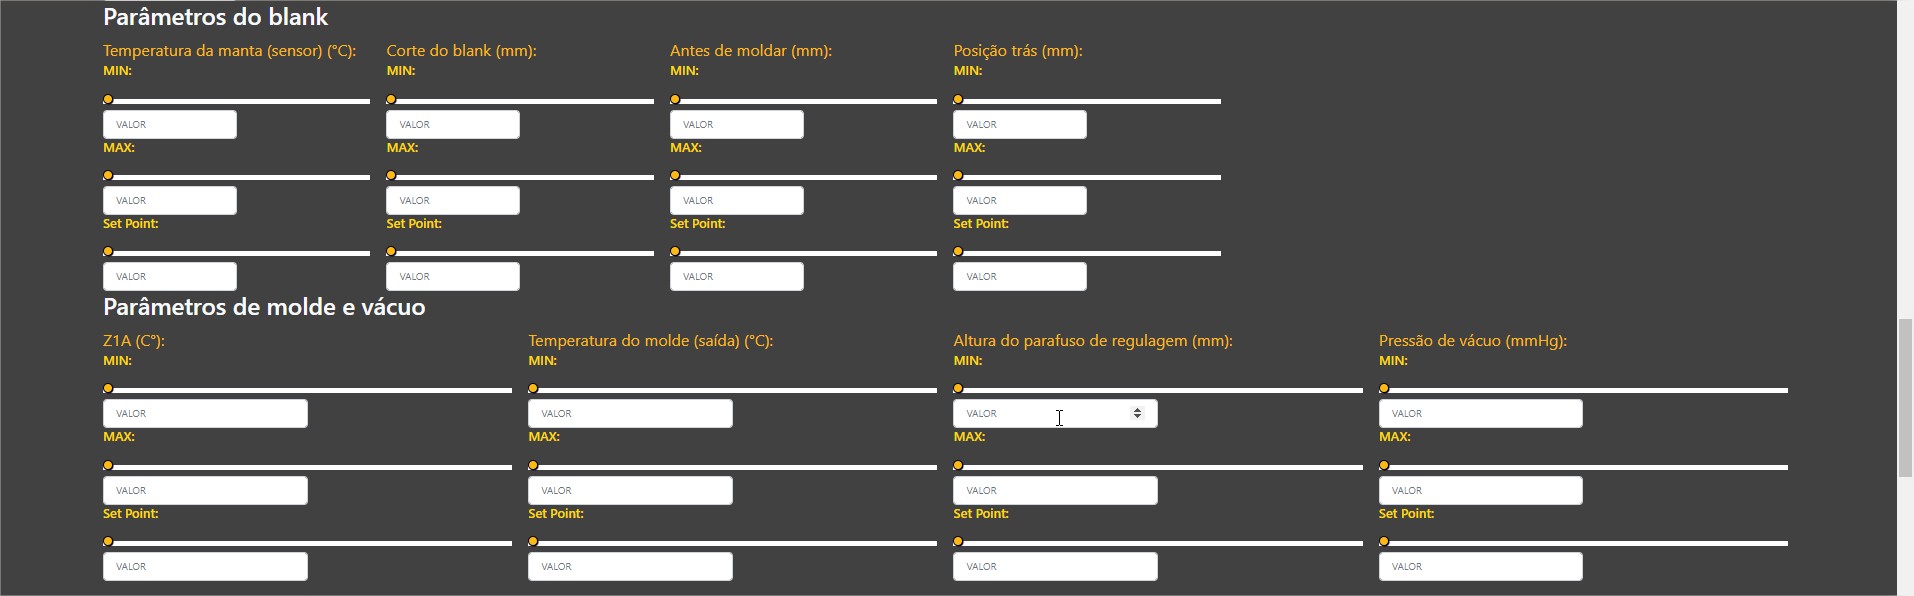 Parâmetros do blank
Temperatura da manta (sensor) (°C): Corte do blank (mm): Antes de moldar (mm): Posição trás (mm):
MIN: MIN: MIN: MIN:
VALOR VALOR VALOR VALOR
MAX: MAX: MAX: MAX:
VALOR VALOR VALOR VALOR
Set Point: Set Point: Set Point: Set Point:
VALOR VALOR VALOR VALOR
Parâmetros de molde e vácuo
Z1A (C°): Temperatura do molde (saída) (°C): Altura do parafuso de regulagem (mm): Pressão de vácuo (mmHg):
MIN: MIN: MIN: MIN:
VALOR VALOR VALOR VALOR
MAX: MAX: MAX: MAX:
VALOR VALOR VALOR VALOR
Set Point: Set Point: Set Point: Set Point:
VALOR VALOR VALOR VALOR